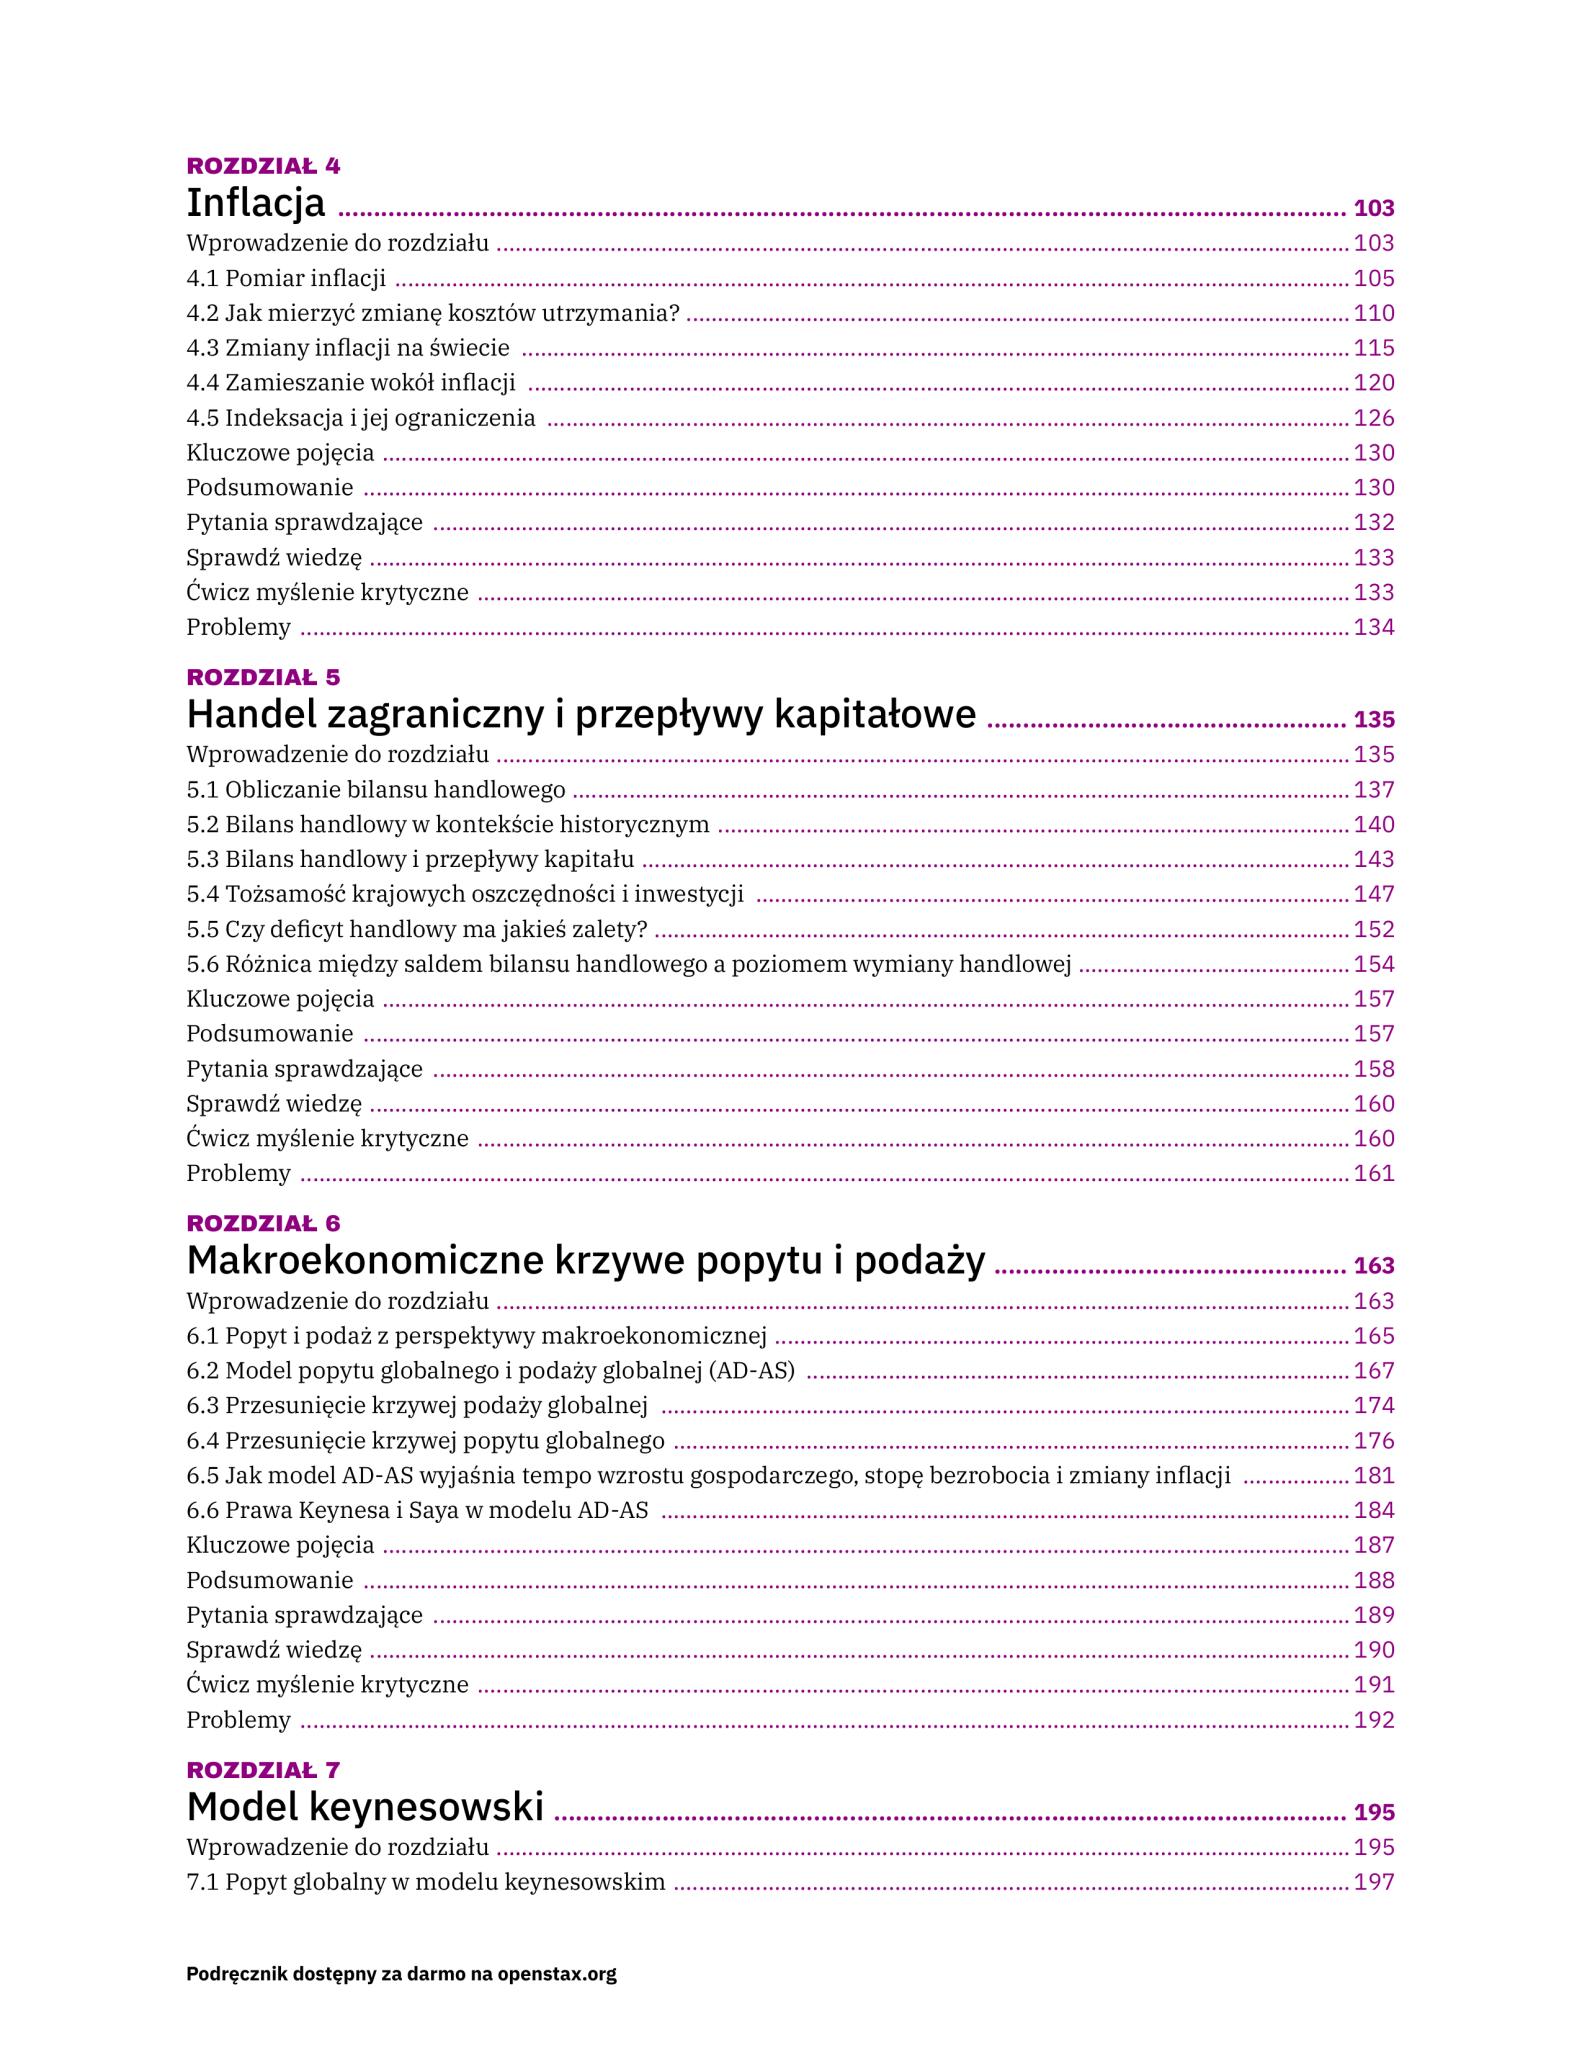 ROZDZIAŁ 4
Inflacja ........ 103
Wprowadzenie do rozdziału ........ 103
4.1 Pomiar inflacji ........ 105
4.2 Jak mierzyć zmianę kosztów utrzymania? ........ 110
4.3 Zmiany inflacji na świecie ........ 115
4.4 Zamieszanie wokół inflacji ........ 120
4.5 Indeksacja i jej ograniczenia ........ 126
Kluczowe pojęcia ........ 130
Podsumowanie ........ 130
Pytania sprawdzające ........ 132
Sprawdź wiedzę ........ 133
Ćwicz myślenie krytyczne ........ 133
Problemy ........ 134
ROZDZIAŁ 5
Handel zagraniczny i przepływy kapitałowe ........ 135
Wprowadzenie do rozdziału ........ 135
5.1 Obliczanie bilansu handlowego ........ 137
5.2 Bilans handlowy w kontekście historycznym ........ 140
5.3 Bilans handlowy i przepływy kapitału ........ 143
5.4 Tożsamość krajowych oszczędności i inwestycji ........ 147
5.5 Czy deficyt handlowy ma jakieś zalety? ........ 152
5.6 Różnica między saldem bilansu handlowego a poziomem wymiany handlowej ........ 154
Kluczowe pojęcia ........ 157
Podsumowanie ........ 157
Pytania sprawdzające ........ 158
Sprawdź wiedzę ........ 160
Ćwicz myślenie krytyczne ........ 160
Problemy ........ 161
ROZDZIAŁ 6
Makroekonomiczne krzywe popytu i podaży ........ 163
Wprowadzenie do rozdziału ........ 163
6.1 Popyt i podaż z perspektywy makroekonomicznej ........ 165
6.2 Model popytu globalnego i podaży globalnej (AD-AS) ........ 167
6.3 Przesunięcie krzywej podaży globalnej ........ 174
6.4 Przesunięcie krzywej popytu globalnego ........ 176
6.5 Jak model AD-AS wyjaśnia tempo wzrostu gospodarczego, stopę bezrobocia i zmiany inflacji ........ 181
6.6 Prawa Keynesa i Saya w modelu AD-AS ........ 184
Kluczowe pojęcia ........ 187
Podsumowanie ........ 188
Pytania sprawdzające ........ 189
Sprawdź wiedzę ........ 190
Ćwicz myślenie krytyczne ........ 191
Problemy ........ 192
ROZDZIAŁ 7
Model keynesowski ........ 195
Wprowadzenie do rozdziału ........ 195
7.1 Popyt globalny w modelu keynesowskim ........ 197
Podręcznik dostępny za darmo na openstax.org